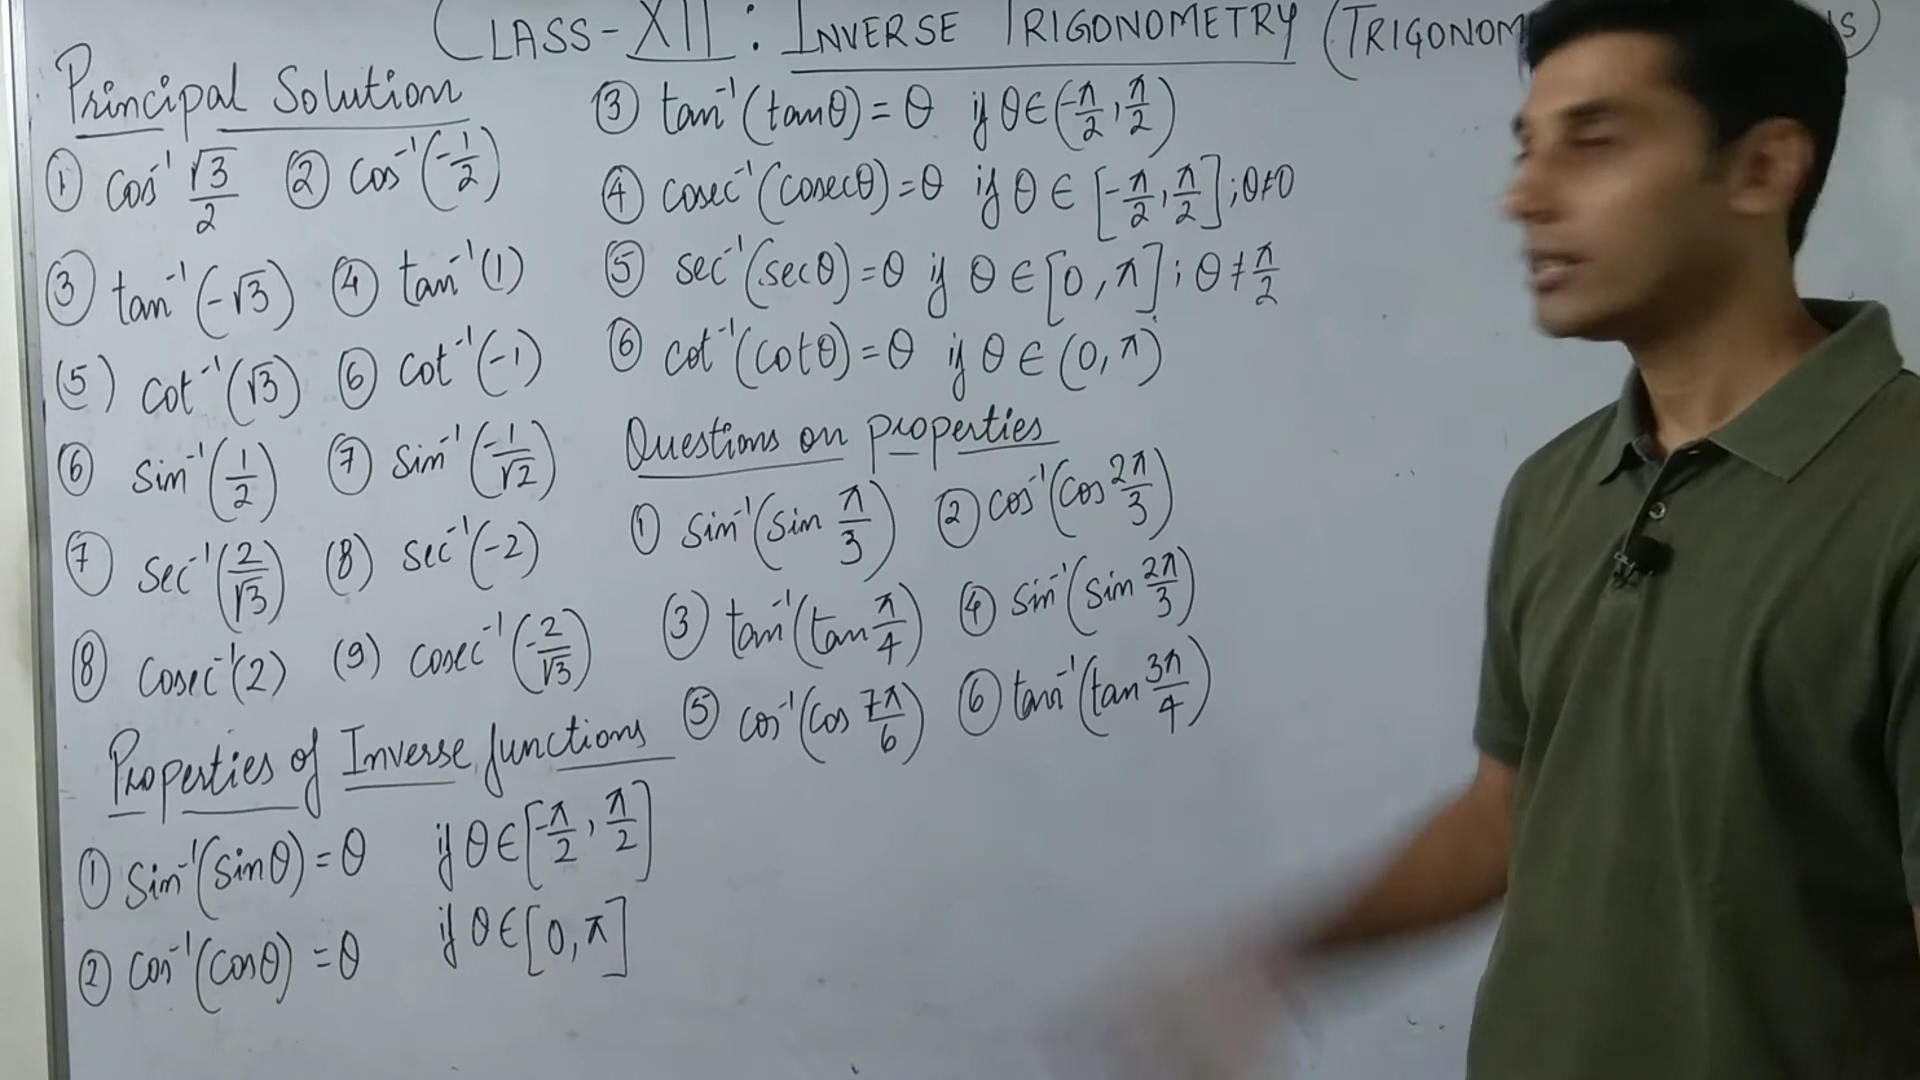 CLASS-XII : INVERSE TRIGONOMETRY (
Principal Solution
① cos⁻¹ √3/2 ② cos⁻¹(-1/2)
③ tan⁻¹(-√3) ④ tan⁻¹(1)
(5) cot⁻¹(√3) ⑥ cot⁻¹(-1)
⑥ sin⁻¹(1/2) ⑦ sin⁻¹(-1/√2)
⑦ sec⁻¹(2/√3) (8) sec⁻¹(-2)
⑧ cosec⁻¹(2) (9) cosec⁻¹(-2/√3)
Properties of Inverse functions
① sin⁻¹(sinθ) = θ if θ∈[-π/2, π/2]
② cos⁻¹(cosθ) = θ if θ∈[0, π]
③ tan⁻¹(tanθ) = θ if θ∈(-π/2, π/2)
④ cosec⁻¹(cosecθ) = θ if θ∈[-π/2, π/2]; θ≠0
⑤ sec⁻¹(secθ) = θ if θ∈[0, π]; θ≠π/2
⑥ cot⁻¹(cotθ) = θ if θ∈(0, π)
Questions on properties
① sin⁻¹(sin π/3) ② cos⁻¹(cos 2π/3)
③ tan⁻¹(tan π/4) ④ sin⁻¹(sin 2π/3)
⑤ cos⁻¹(cos 7π/6) ⑥ tan⁻¹(tan 3π/4)